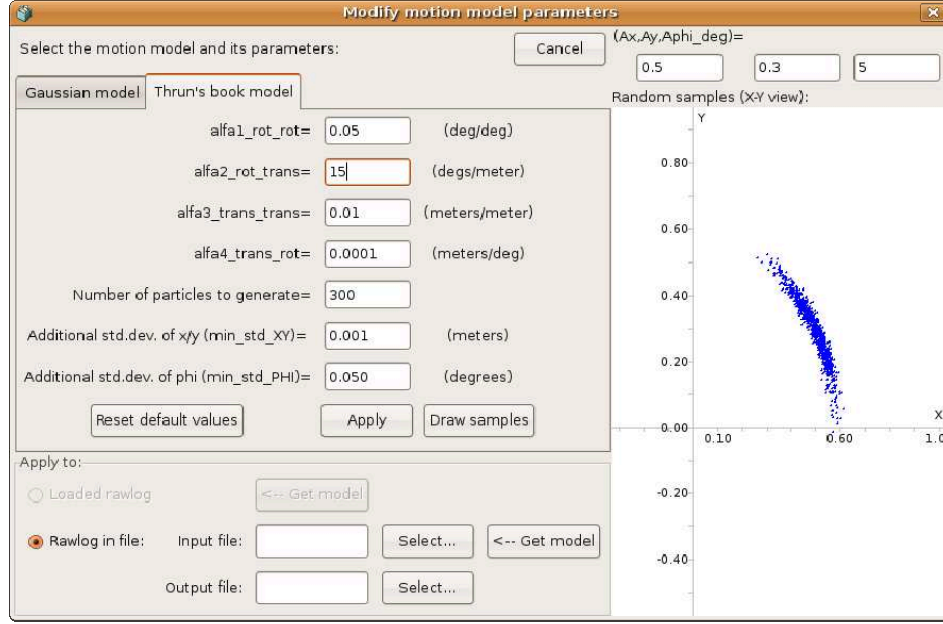 Modify motion model parameters
Select the motion model and its parameters:
Cancel
(Ax,Ay,Aphi_deg)=
0.5 0.3 5
Gaussian model Thrun's book model
Random samples (X-Y view):
alfa1_rot_rot= 0.05 (deg/deg)
alfa2_rot_trans= 15 (degs/meter)
alfa3_trans_trans= 0.01 (meters/meter)
alfa4_trans_rot= 0.0001 (meters/deg)
Number of particles to generate= 300
Additional std.dev. of x/y (min_std_XY)= 0.001 (meters)
Additional std.dev. of phi (min_std_PHI)= 0.050 (degrees)
Reset default values Apply Draw samples
Y
0.80
0.60
0.40
0.20
X
0.00
0.10 0.60 1.0
-0.20
-0.40
Apply to:
Loaded rawlog <-- Get model
Rawlog in file: Input file: Select... <-- Get model
Output file: Select...